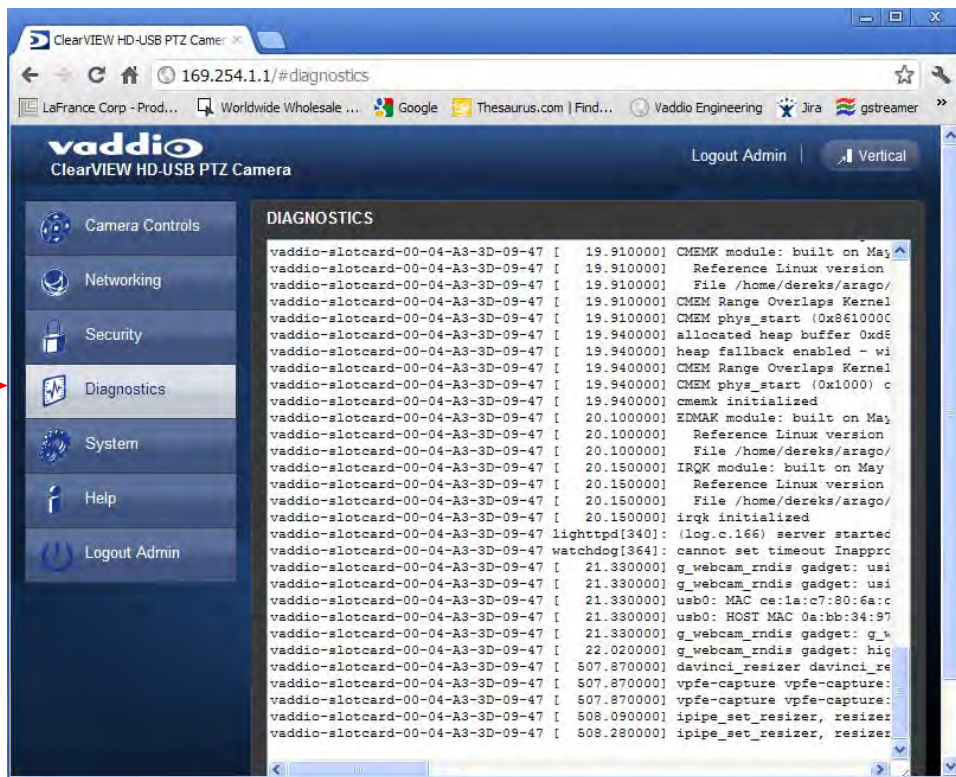 ClearVIEW HD-USB PTZ Camer
169.254.1.1/#diagnostics
LaFrance Corp - Prod... Worldwide Wholesale ... Google Thesaurus.com | Find... Vaddio Engineering Jira gstreamer »
vaddio
ClearVIEW HD-USB PTZ Camera
Logout Admin | Vertical
Camera Controls
Networking
Security
Diagnostics
System
Help
Logout Admin
DIAGNOSTICS
vaddio-slotcard-00-04-A3-3D-09-47 [ 19.910000] CMEMK module: built on May
vaddio-slotcard-00-04-A3-3D-09-47 [ 19.910000] Reference Linux version
vaddio-slotcard-00-04-A3-3D-09-47 [ 19.910000] File /home/dereks/arago/
vaddio-slotcard-00-04-A3-3D-09-47 [ 19.910000] CMEM Range Overlaps Kernel
vaddio-slotcard-00-04-A3-3D-09-47 [ 19.910000] CMEM phys_start (0x8610000
vaddio-slotcard-00-04-A3-3D-09-47 [ 19.940000] allocated heap buffer 0xd8
vaddio-slotcard-00-04-A3-3D-09-47 [ 19.940000] heap fallback enabled - wi
vaddio-slotcard-00-04-A3-3D-09-47 [ 19.940000] CMEM Range Overlaps Kernel
vaddio-slotcard-00-04-A3-3D-09-47 [ 19.940000] CMEM phys_start (0x1000) c
vaddio-slotcard-00-04-A3-3D-09-47 [ 19.940000] cmemk initialized
vaddio-slotcard-00-04-A3-3D-09-47 [ 20.100000] EDMAK module: built on May
vaddio-slotcard-00-04-A3-3D-09-47 [ 20.100000] Reference Linux version
vaddio-slotcard-00-04-A3-3D-09-47 [ 20.100000] File /home/dereks/arago/
vaddio-slotcard-00-04-A3-3D-09-47 [ 20.150000] IRQK module: built on May
vaddio-slotcard-00-04-A3-3D-09-47 [ 20.150000] Reference Linux version
vaddio-slotcard-00-04-A3-3D-09-47 [ 20.150000] File /home/dereks/arago/
vaddio-slotcard-00-04-A3-3D-09-47 [ 20.150000] irqk initialized
vaddio-slotcard-00-04-A3-3D-09-47 lighttpd[340]: (log.c.166) server started
vaddio-slotcard-00-04-A3-3D-09-47 watchdog[364]: cannot set timeout Inappro
vaddio-slotcard-00-04-A3-3D-09-47 [ 21.330000] g_webcam_rndis gadget: usi
vaddio-slotcard-00-04-A3-3D-09-47 [ 21.330000] g_webcam_rndis gadget: usi
vaddio-slotcard-00-04-A3-3D-09-47 [ 21.330000] usb0: MAC ce:1a:c7:80:6a:c
vaddio-slotcard-00-04-A3-3D-09-47 [ 21.330000] usb0: HOST MAC 0a:bb:34:97
vaddio-slotcard-00-04-A3-3D-09-47 [ 21.330000] g_webcam_rndis gadget: g_w
vaddio-slotcard-00-04-A3-3D-09-47 [ 22.020000] g_webcam_rndis gadget: hig
vaddio-slotcard-00-04-A3-3D-09-47 [ 507.870000] davinci_resizer davinci_re
vaddio-slotcard-00-04-A3-3D-09-47 [ 507.870000] vpfe-capture vpfe-capture:
vaddio-slotcard-00-04-A3-3D-09-47 [ 507.870000] vpfe-capture vpfe-capture:
vaddio-slotcard-00-04-A3-3D-09-47 [ 508.090000] ipipe_set_resizer, resizer
vaddio-slotcard-00-04-A3-3D-09-47 [ 508.280000] ipipe_set_resizer, resizer